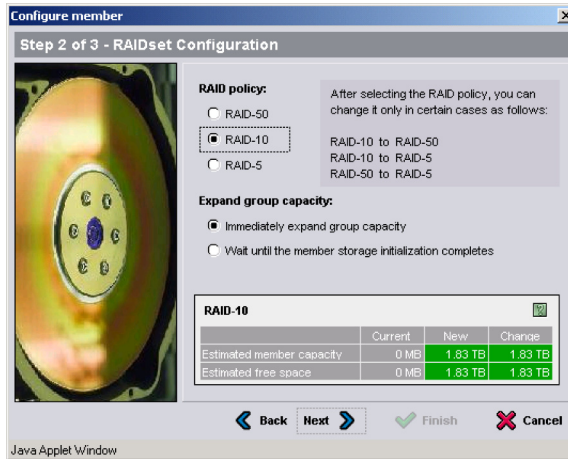 Configure member
Step 2 of 3 - RAIDset Configuration
RAID policy:
RAID-50
RAID-10
RAID-5
After selecting the RAID policy, you can
change it only in certain cases as follows:
RAID-10 to RAID-50
RAID-10 to RAID-5
RAID-50 to RAID-5
Expand group capacity:
Immediately expand group capacity
Wait until the member storage initialization completes
RAID-10
Current New Change
Estimated member capacity 0 MB 1.83 TB 1.83 TB
Estimated free space 0 MB 1.83 TB 1.83 TB
Back Next Finish Cancel
Java Applet Window